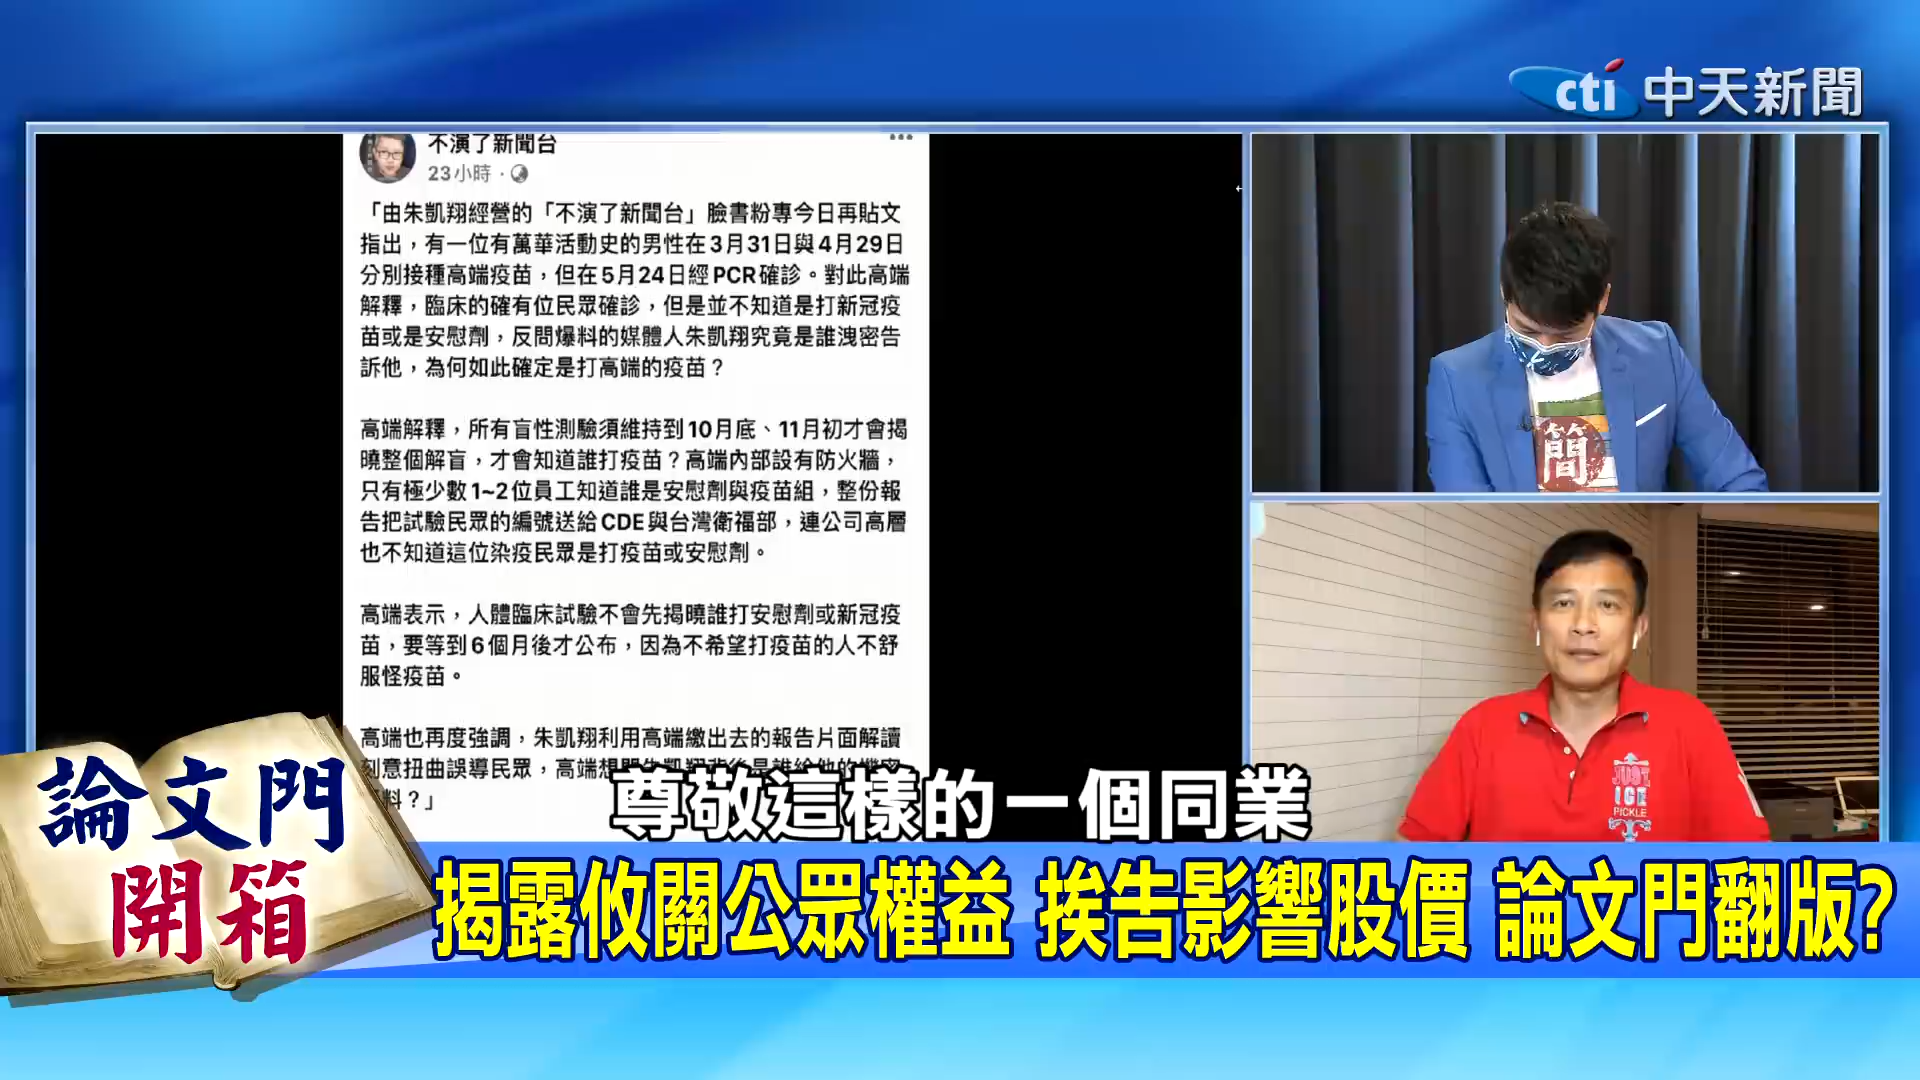 cti 中天新聞
不演了新聞台
23小時
「由朱凱翔經營的「不演了新聞台」臉書粉專今日再貼文
指出，有一位有萬華活動史的男性在3月31日與4月29日
分別接種高端疫苗，但在5月24日經PCR確診。對此高端
解釋，臨床的確有位民眾確診，但是並不知道是打新冠疫
苗或是安慰劑，反問爆料的媒體人朱凱翔究竟是誰洩密告
訴他，為何如此確定是打高端的疫苗？
高端解釋，所有盲性測驗須維持到10月底、11月初才會揭
曉整個解盲，才會知道誰打疫苗？高端內部設有防火牆，
只有極少數1~2位員工知道誰是安慰劑與疫苗組，整份報
告把試驗民眾的編號送給CDE與台灣衛福部，連公司高層
也不知道這位染疫民眾是打疫苗或安慰劑。
高端表示，人體臨床試驗不會先揭曉誰打安慰劑或新冠疫
苗，要等到6個月後才公布，因為不希望打疫苗的人不舒
服怪疫苗。
高端也再度強調，朱凱翔利用高端繳出去的報告片面解讀
刻意扭曲誤導民眾，高端想
料？」
簡
JUST
ICE
PICKLE
尊敬這樣的一個同業
論文門
開箱
揭露攸關公眾權益 挨告影響股價 論文門翻版?